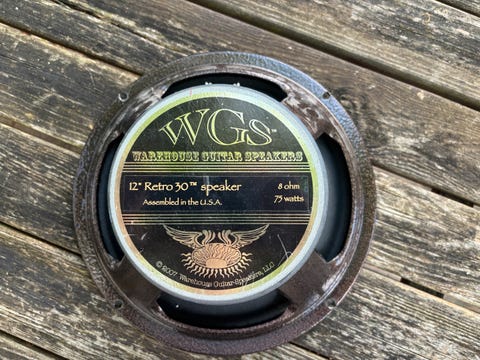 WGS™
WAREHOUSE GUITAR SPEAKERS
12" Retro 30™ speaker
8 ohm
Assembled in the U.S.A.
75 watts
©2007, Warehouse Guitar Speakers, LLC